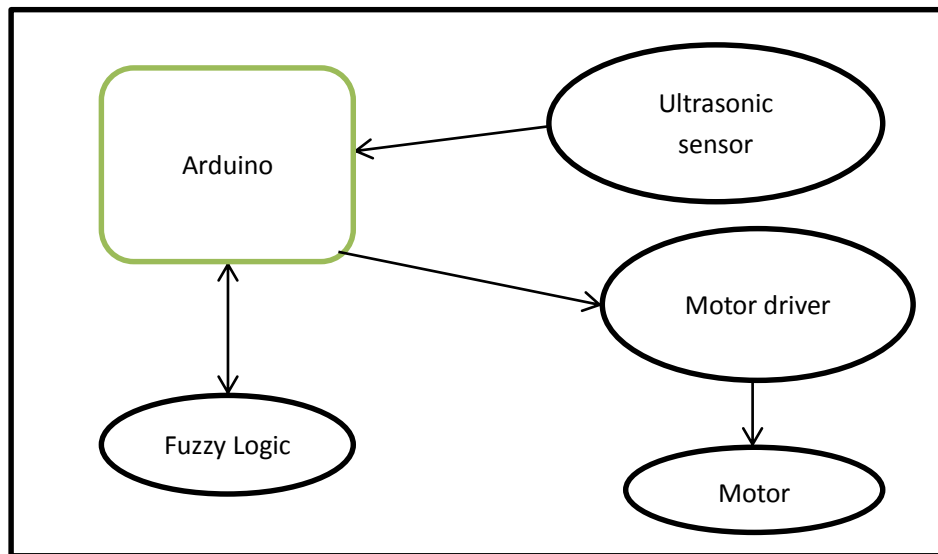 Ultrasonic
sensor
Arduino
Motor driver
Fuzzy Logic
Motor